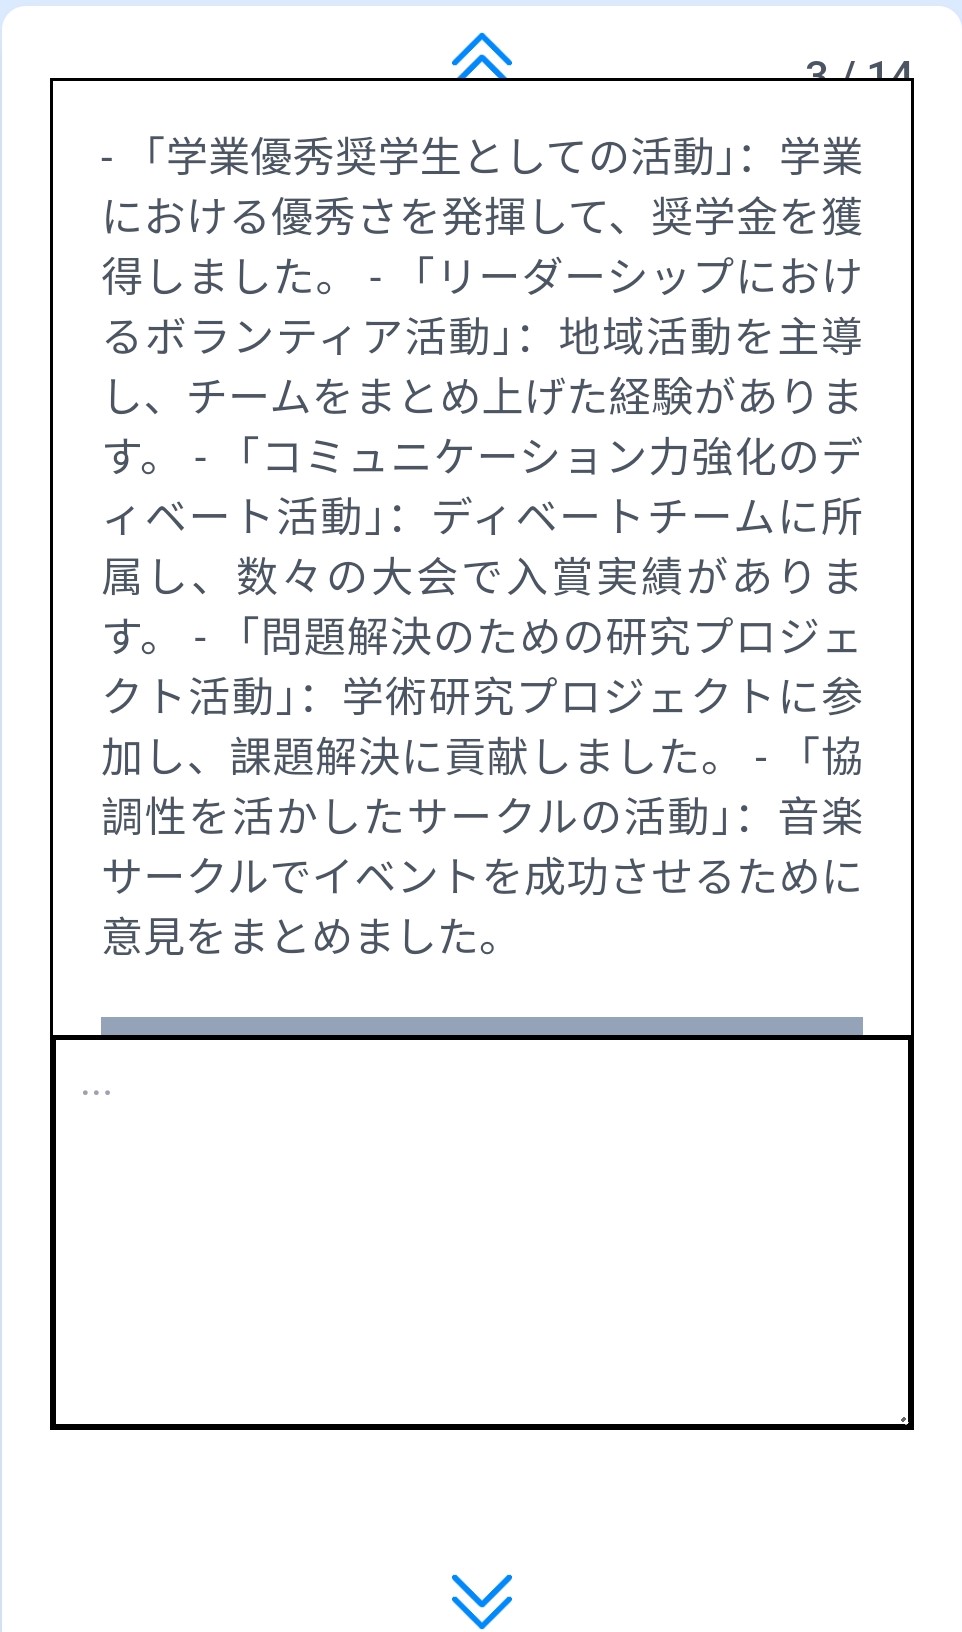 3 / 14
- 「学業優秀奨学生としての活動」: 学業
における優秀さを発揮して、奨学金を獲
得しました。 - 「リーダーシップにおけ
るボランティア活動」: 地域活動を主導
し、チームをまとめ上げた経験がありま
す。 - 「コミュニケーション力強化のデ
ィベート活動」: ディベートチームに所
属し、数々の大会で入賞実績がありま
す。 - 「問題解決のための研究プロジェ
クト活動」: 学術研究プロジェクトに参
加し、課題解決に貢献しました。 - 「協
調性を活かしたサークルの活動」: 音楽
サークルでイベントを成功させるために
意見をまとめました。
...